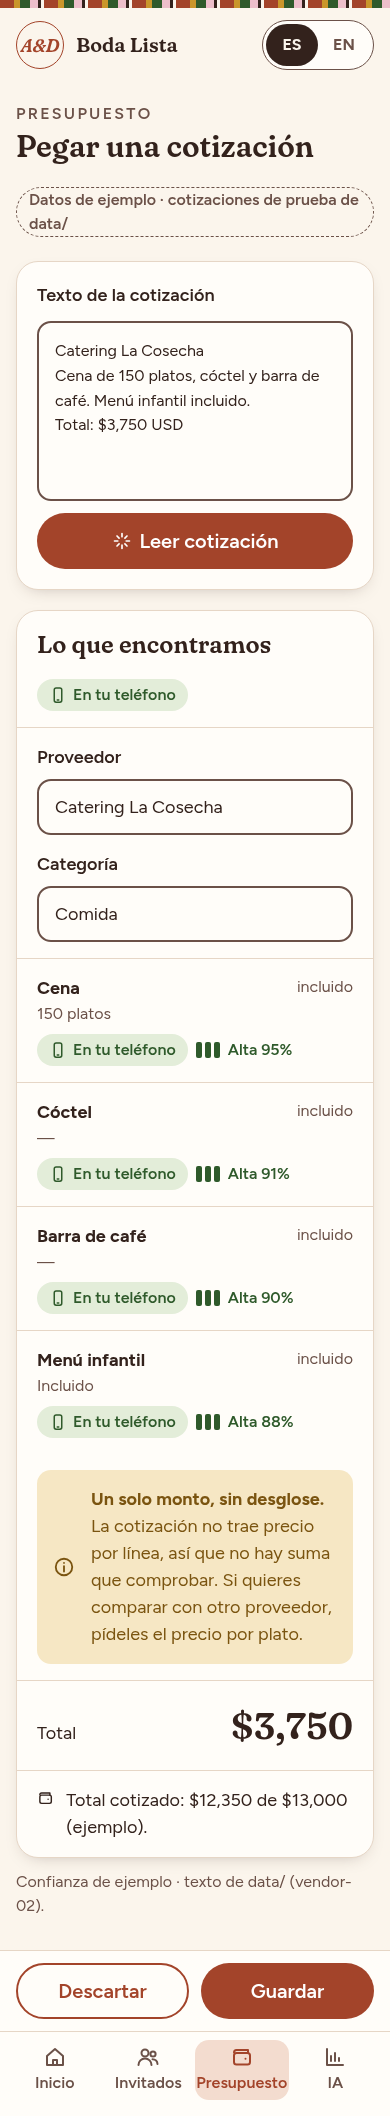 A&D Boda Lista ES EN
PRESUPUESTO
Pegar una cotización
Datos de ejemplo · cotizaciones de prueba de
data/
Texto de la cotización
Catering La Cosecha
Cena de 150 platos, cóctel y barra de
café. Menú infantil incluido.
Total: $3,750 USD
Leer cotización
Lo que encontramos
En tu teléfono
Proveedor
Catering La Cosecha
Categoría
Comida
Cena incluido
150 platos
En tu teléfono Alta 95%
Cóctel incluido
—
En tu teléfono Alta 91%
Barra de café incluido
—
En tu teléfono Alta 90%
Menú infantil incluido
Incluido
En tu teléfono Alta 88%
Un solo monto, sin desglose.
La cotización no trae precio
por línea, así que no hay suma
que comprobar. Si quieres
comparar con otro proveedor,
pídeles el precio por plato.
Total $3,750
Total cotizado: $12,350 de $13,000
(ejemplo).
Confianza de ejemplo · texto de data/ (vendor-
02).
Descartar Guardar
Inicio Invitados Presupuesto IA